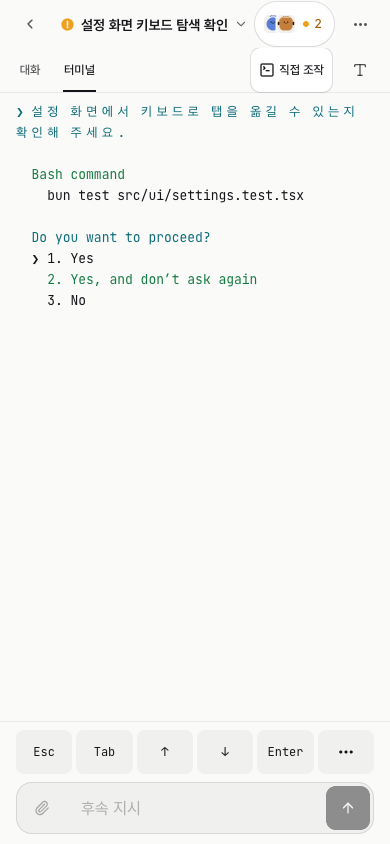 설정 화면 키보드 탐색 확인
2
대화
터미널
직접 조작
❯ 설정 화면에서 키보드로 탭을 옮길 수 있는지
확인해 주세요.
Bash command
bun test src/ui/settings.test.tsx
Do you want to proceed?
❯ 1. Yes
2. Yes, and don’t ask again
3. No
Esc
Tab
↑
↓
Enter
후속 지시